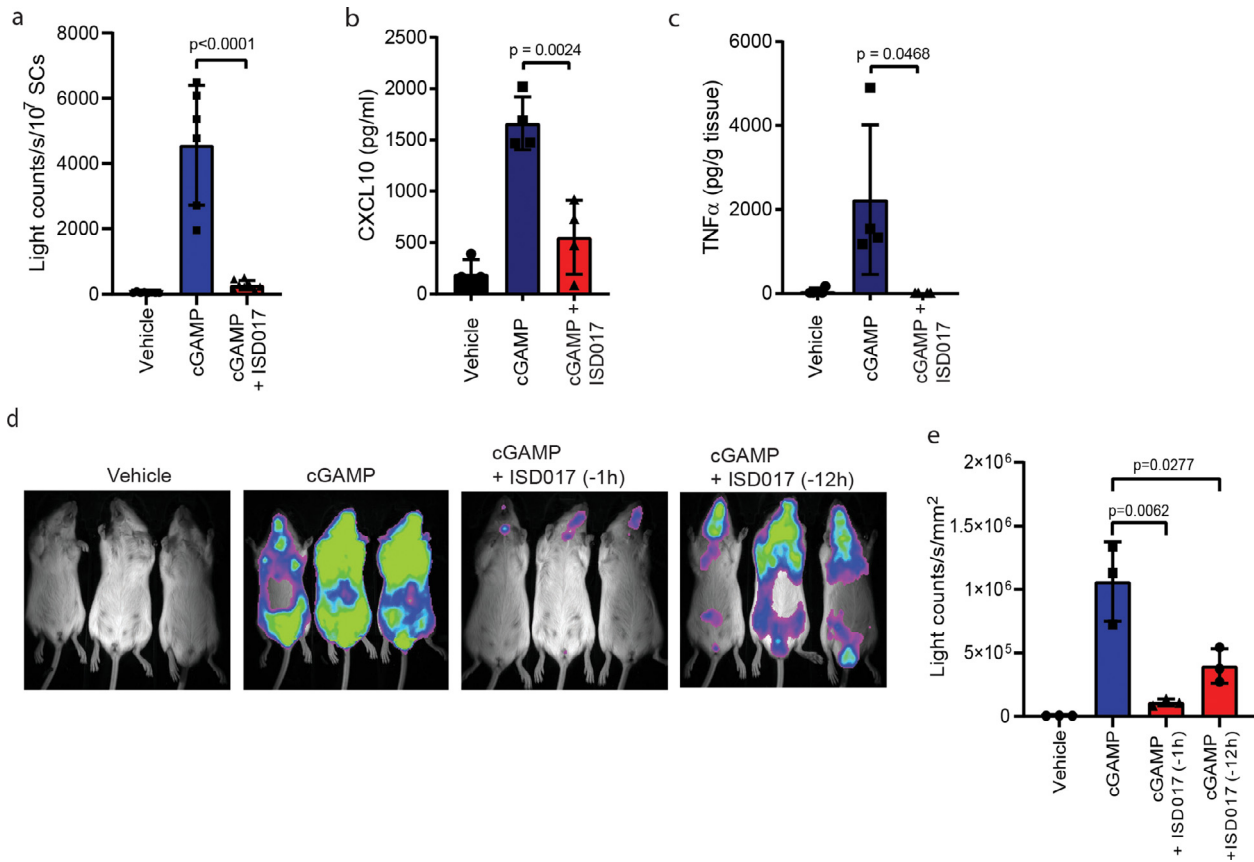 a
Light counts/s/10⁷ SCs
8000
6000
4000
2000
0
p<0.0001
Vehicle
cGAMP
cGAMP
+ ISD017
b
CXCL10 (pg/ml)
2500
2000
1500
1000
500
0
p = 0.0024
Vehicle
cGAMP
cGAMP +
ISD017
c
TNFα (pg/g tissue)
6000
4000
2000
0
p = 0.0468
Vehicle
cGAMP
cGAMP +
ISD017
d
Vehicle
cGAMP
cGAMP
+ ISD017 (-1h)
cGAMP
+ ISD017 (-12h)
e
Light counts/s/mm²
2×10⁶
1.5×10⁶
1×10⁶
5×10⁵
0
p=0.0277
p=0.0062
Vehicle
cGAMP
cGAMP
+ ISD017 (-1h)
cGAMP
+ISD017 (-12h)